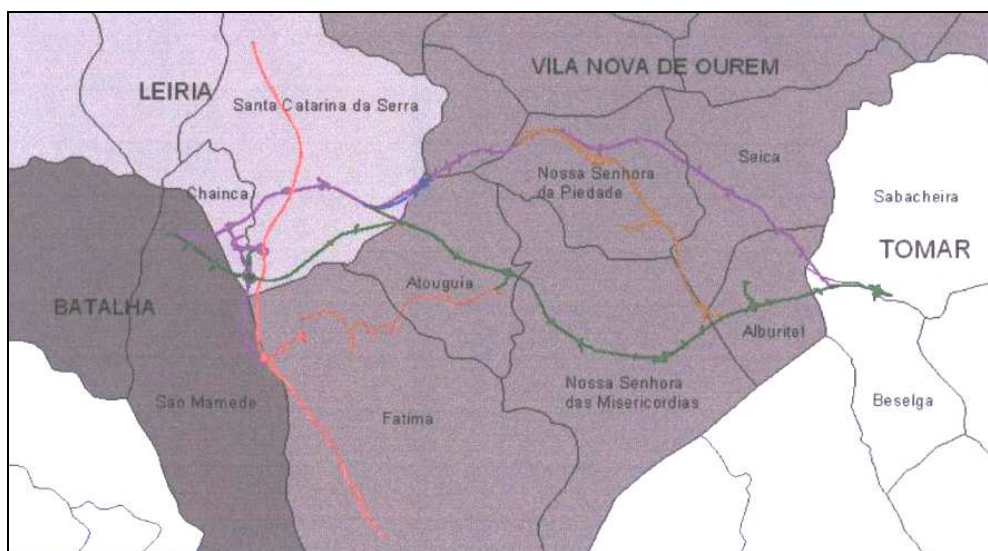 VILA NOVA DE OUREM
LEIRIA
Santa Catarina da Serra
Seica
Nossa Senhora
da Piedade
Chainca
Sabacheira
TOMAR
Atouguia
BATALHA
Alburitel
Nossa Senhora
das Misericordias
Sao Mamede
Fatima
Beselga